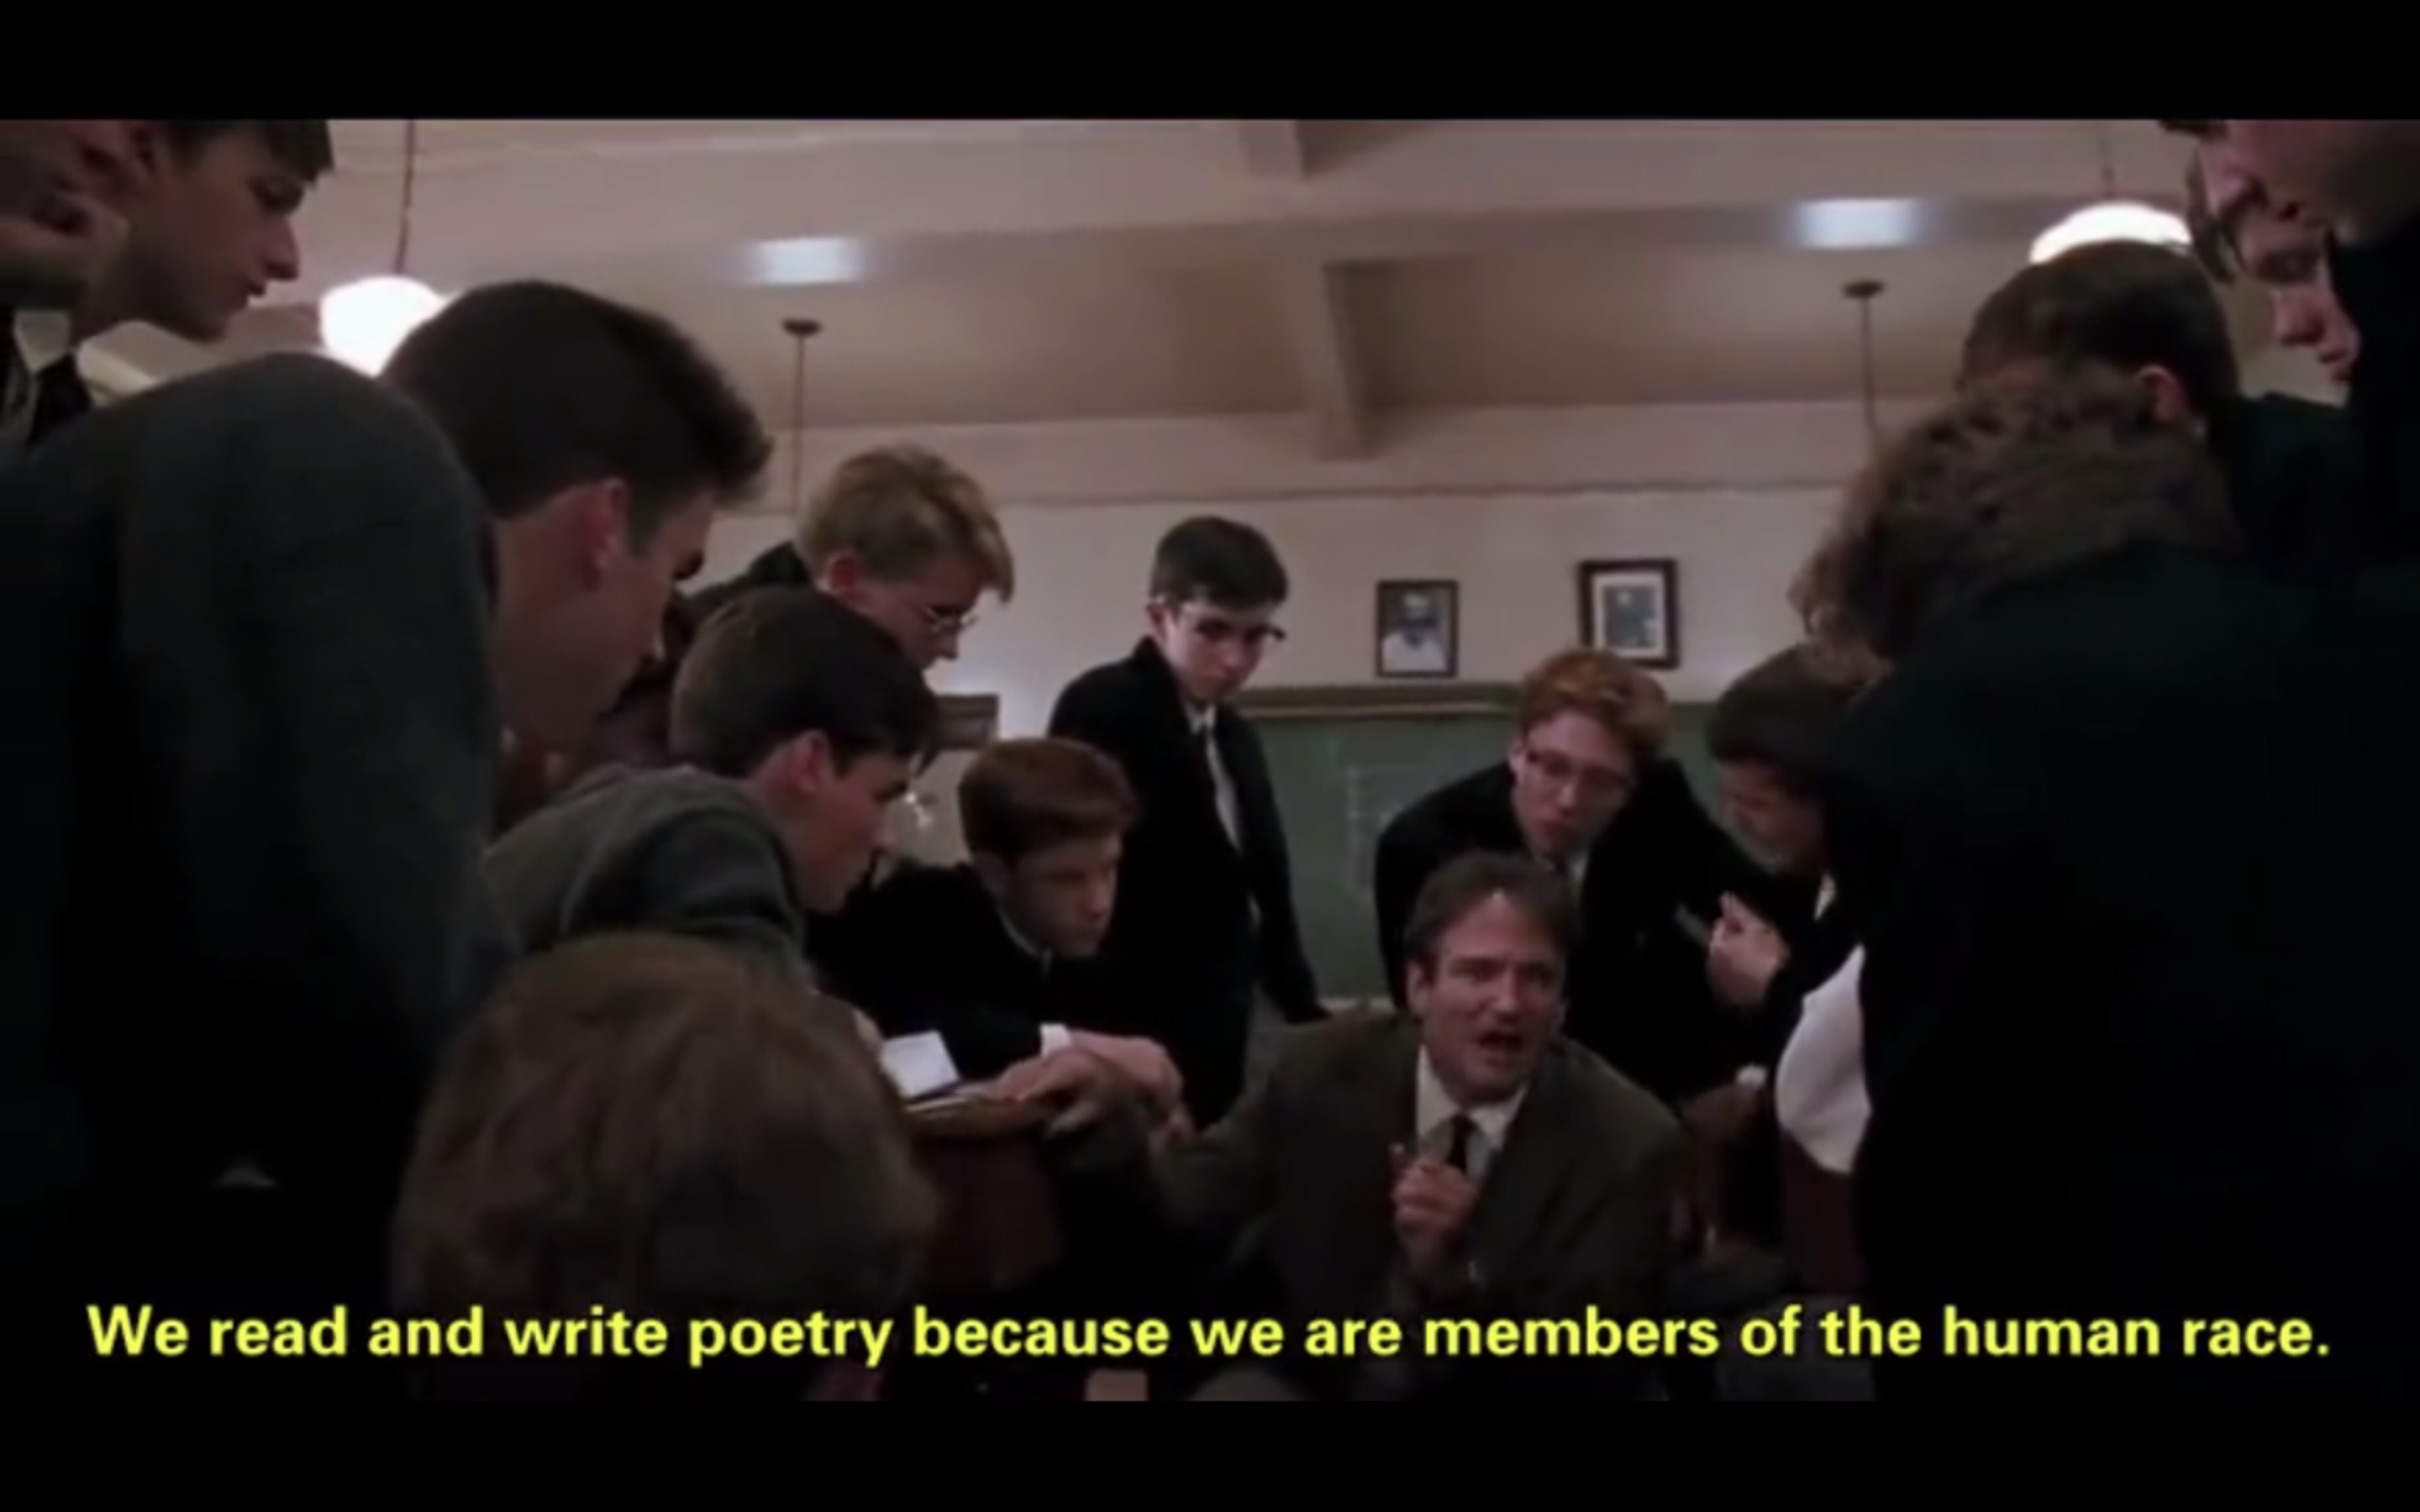 We read and write poetry because we are members of the human race.